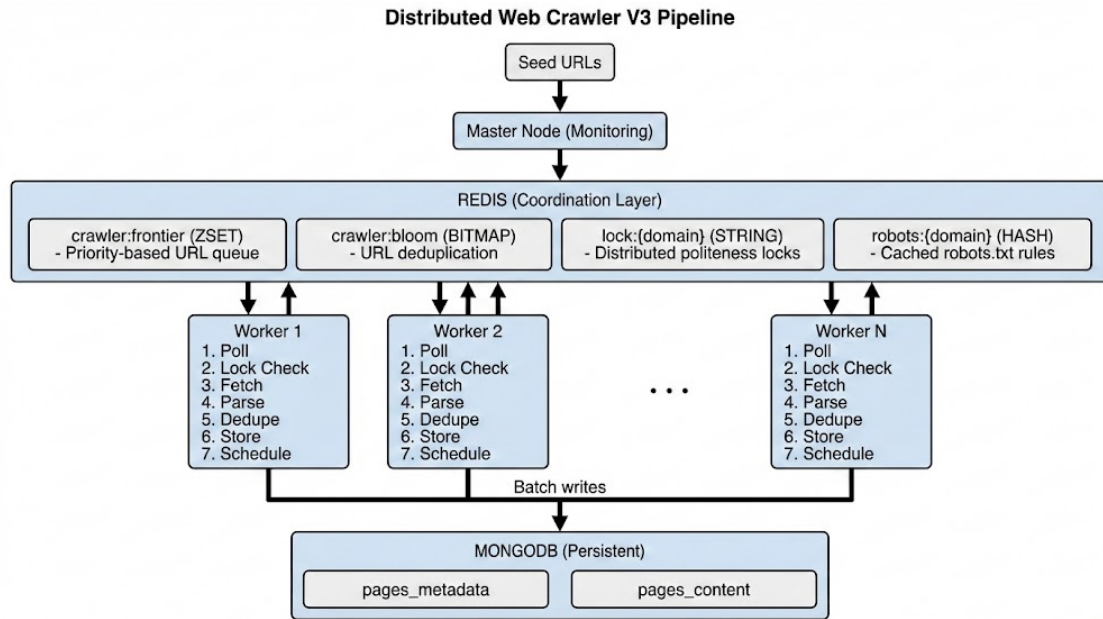 Distributed Web Crawler V3 Pipeline
Seed URLs
Master Node (Monitoring)
REDIS (Coordination Layer)
crawler:frontier (ZSET)
- Priority-based URL queue
crawler:bloom (BITMAP)
- URL deduplication
lock:{domain} (STRING)
- Distributed politeness locks
robots:{domain} (HASH)
- Cached robots.txt rules
Worker 1
1. Poll
2. Lock Check
3. Fetch
4. Parse
5. Dedupe
6. Store
7. Schedule
Worker 2
1. Poll
2. Lock Check
3. Fetch
4. Parse
5. Dedupe
6. Store
7. Schedule
...
Worker N
1. Poll
2. Lock Check
3. Fetch
4. Parse
5. Dedupe
6. Store
7. Schedule
Batch writes
MONGODB (Persistent)
pages_metadata
pages_content